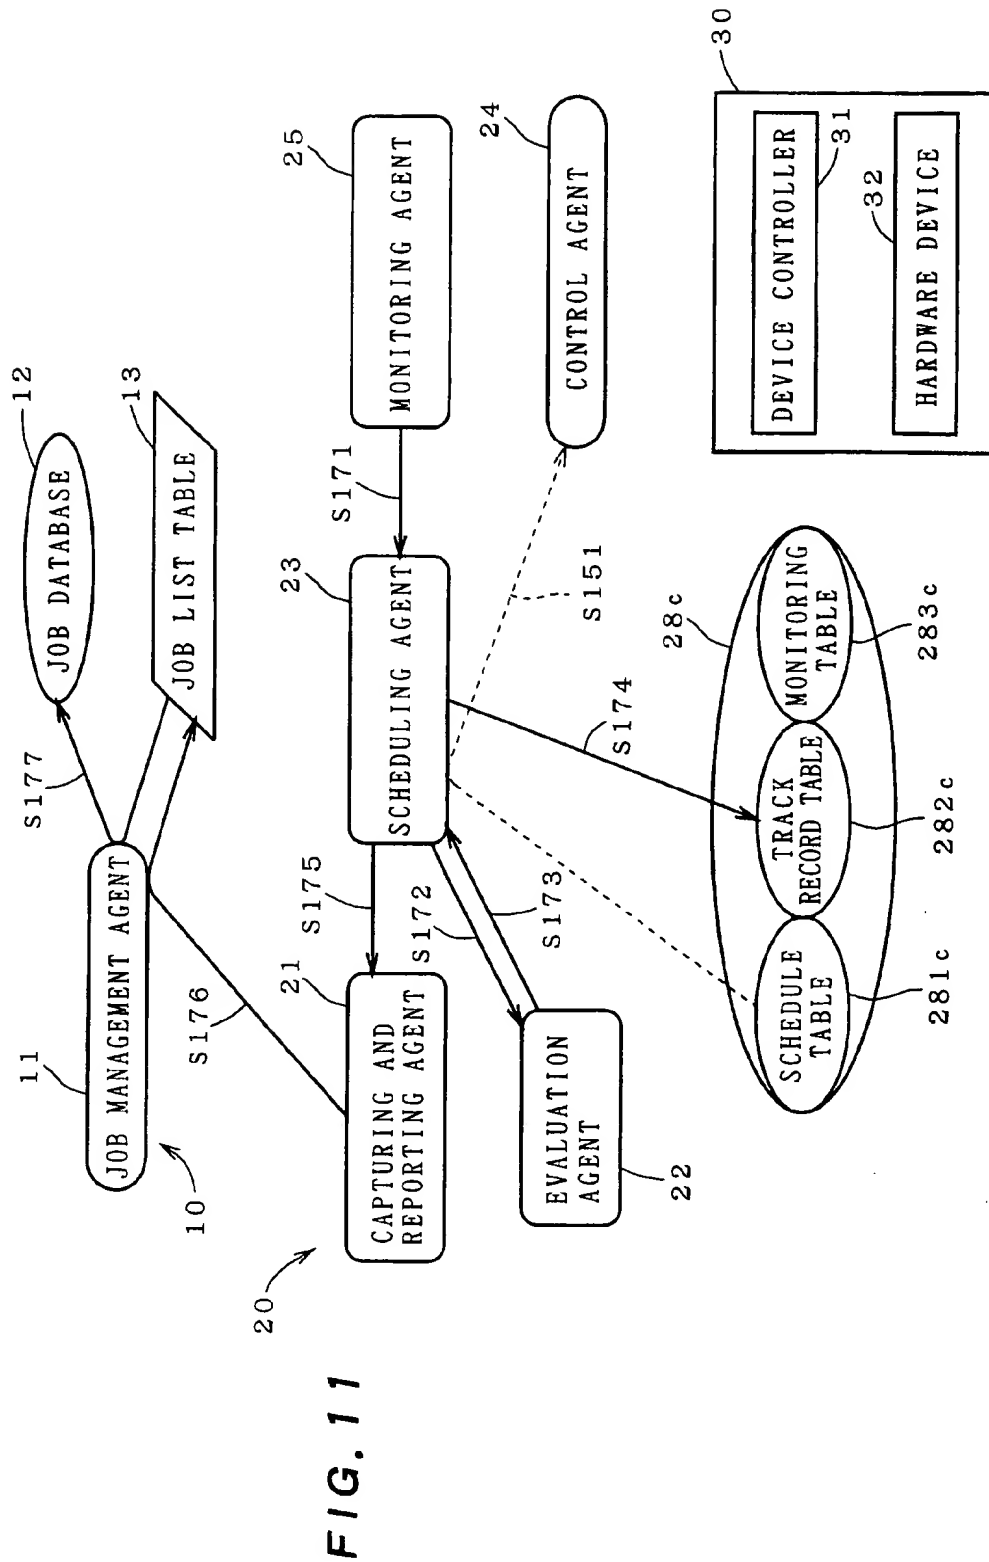 FIG. 11
10
11
JOB MANAGEMENT AGENT
S177
12
JOB DATABASE
13
JOB LIST TABLE
S176
20
21
CAPTURING AND
REPORTING AGENT
S175
23
SCHEDULING AGENT
S171
25
MONITORING AGENT
S172
S173
22
EVALUATION
AGENT
S151
24
CONTROL AGENT
S174
28c
SCHEDULE
TABLE
281c
TRACK
RECORD TABLE
282c
MONITORING
TABLE
283c
30
DEVICE CONTROLLER
31
32
HARDWARE DEVICE